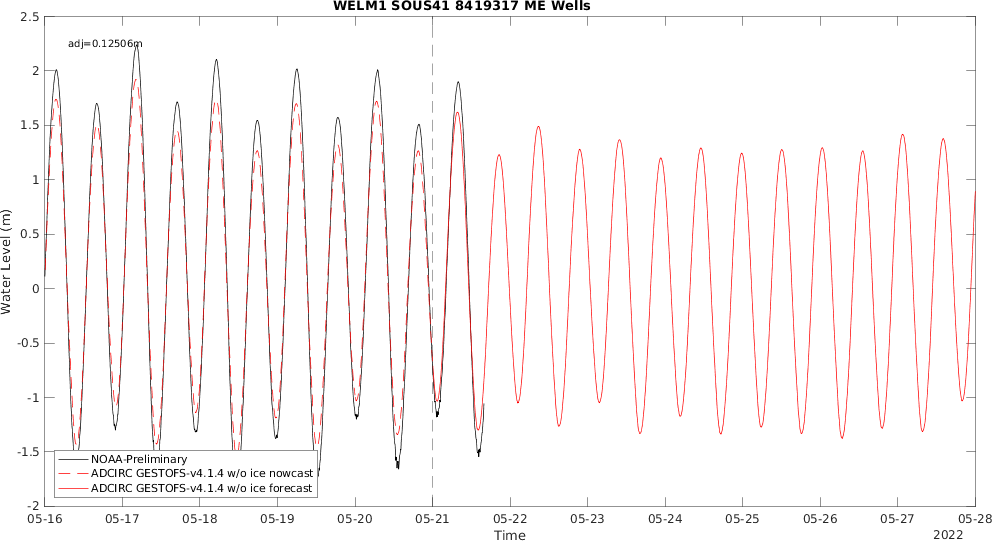 WELM1 SOUS41 8419317 ME Wells
adj=0.12506m
Water Level (m)
2.5
2
1.5
1
0.5
0
-0.5
-1
-1.5
-2
NOAA-Preliminary
ADCIRC GESTOFS-v4.1.4 w/o ice nowcast
ADCIRC GESTOFS-v4.1.4 w/o ice forecast
05-16 05-17 05-18 05-19 05-20 05-21 05-22 05-23 05-24 05-25 05-26 05-27 05-28
Time
2022